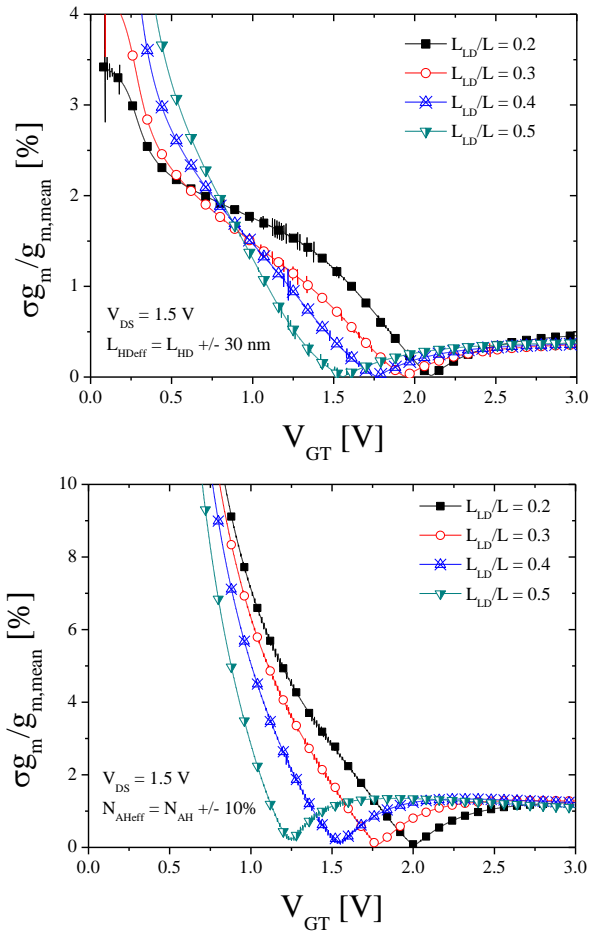 4
3
2
1
0
σg_m/g_m,mean [%]
L_LD/L = 0.2
L_LD/L = 0.3
L_LD/L = 0.4
L_LD/L = 0.5
V_DS = 1.5 V
L_HDeff = L_HD +/- 30 nm
0.0 0.5 1.0 1.5 2.0 2.5 3.0
V_GT [V]
10
8
6
4
2
0
σg_m/g_m,mean [%]
L_LD/L = 0.2
L_LD/L = 0.3
L_LD/L = 0.4
L_LD/L = 0.5
V_DS = 1.5 V
N_AHeff = N_AH +/- 10%
0.0 0.5 1.0 1.5 2.0 2.5 3.0
V_GT [V]